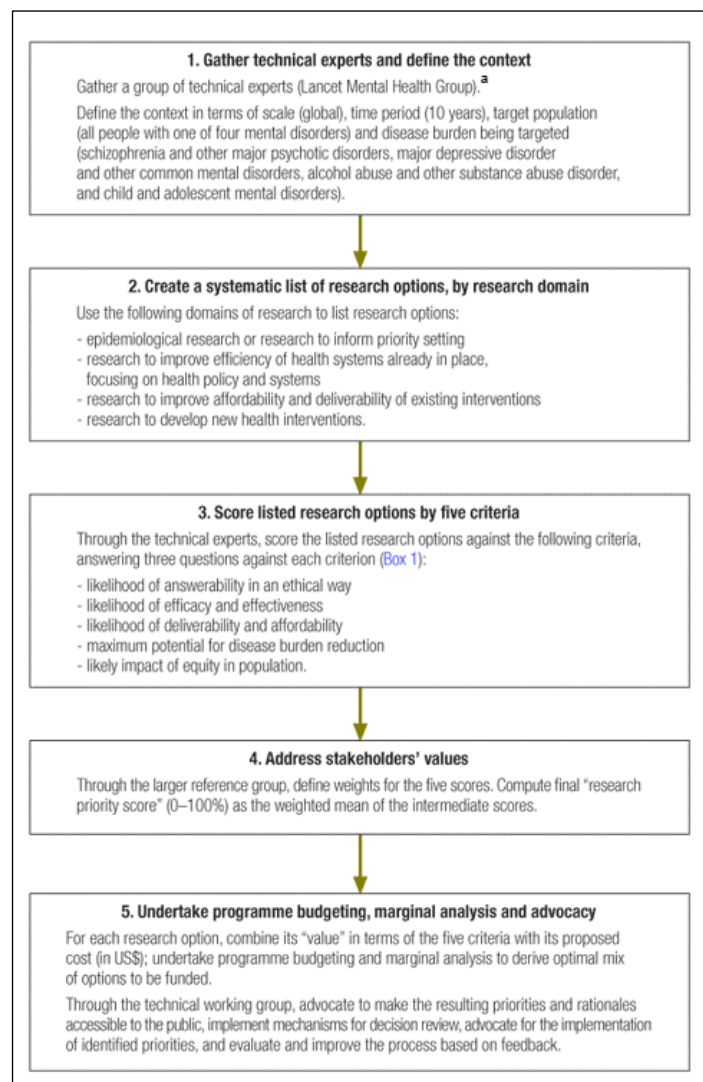 1. Gather technical experts and define the context
Gather a group of technical experts (Lancet Mental Health Group).a
Define the context in terms of scale (global), time period (10 years), target population
(all people with one of four mental disorders) and disease burden being targeted
(schizophrenia and other major psychotic disorders, major depressive disorder
and other common mental disorders, alcohol abuse and other substance abuse disorder,
and child and adolescent mental disorders).
2. Create a systematic list of research options, by research domain
Use the following domains of research to list research options:
- epidemiological research or research to inform priority setting
- research to improve efficiency of health systems already in place,
focusing on health policy and systems
- research to improve affordability and deliverability of existing interventions
- research to develop new health interventions.
3. Score listed research options by five criteria
Through the technical experts, score the listed research options against the following criteria,
answering three questions against each criterion (Box 1):
- likelihood of answerability in an ethical way
- likelihood of efficacy and effectiveness
- likelihood of deliverability and affordability
- maximum potential for disease burden reduction
- likely impact of equity in population.
4. Address stakeholders’ values
Through the larger reference group, define weights for the five scores. Compute final “research
priority score” (0–100%) as the weighted mean of the intermediate scores.
5. Undertake programme budgeting, marginal analysis and advocacy
For each research option, combine its “value” in terms of the five criteria with its proposed
cost (in US$); undertake programme budgeting and marginal analysis to derive optimal mix
of options to be funded.
Through the technical working group, advocate to make the resulting priorities and rationales
accessible to the public, implement mechanisms for decision review, advocate for the implementation
of identified priorities, and evaluate and improve the process based on feedback.